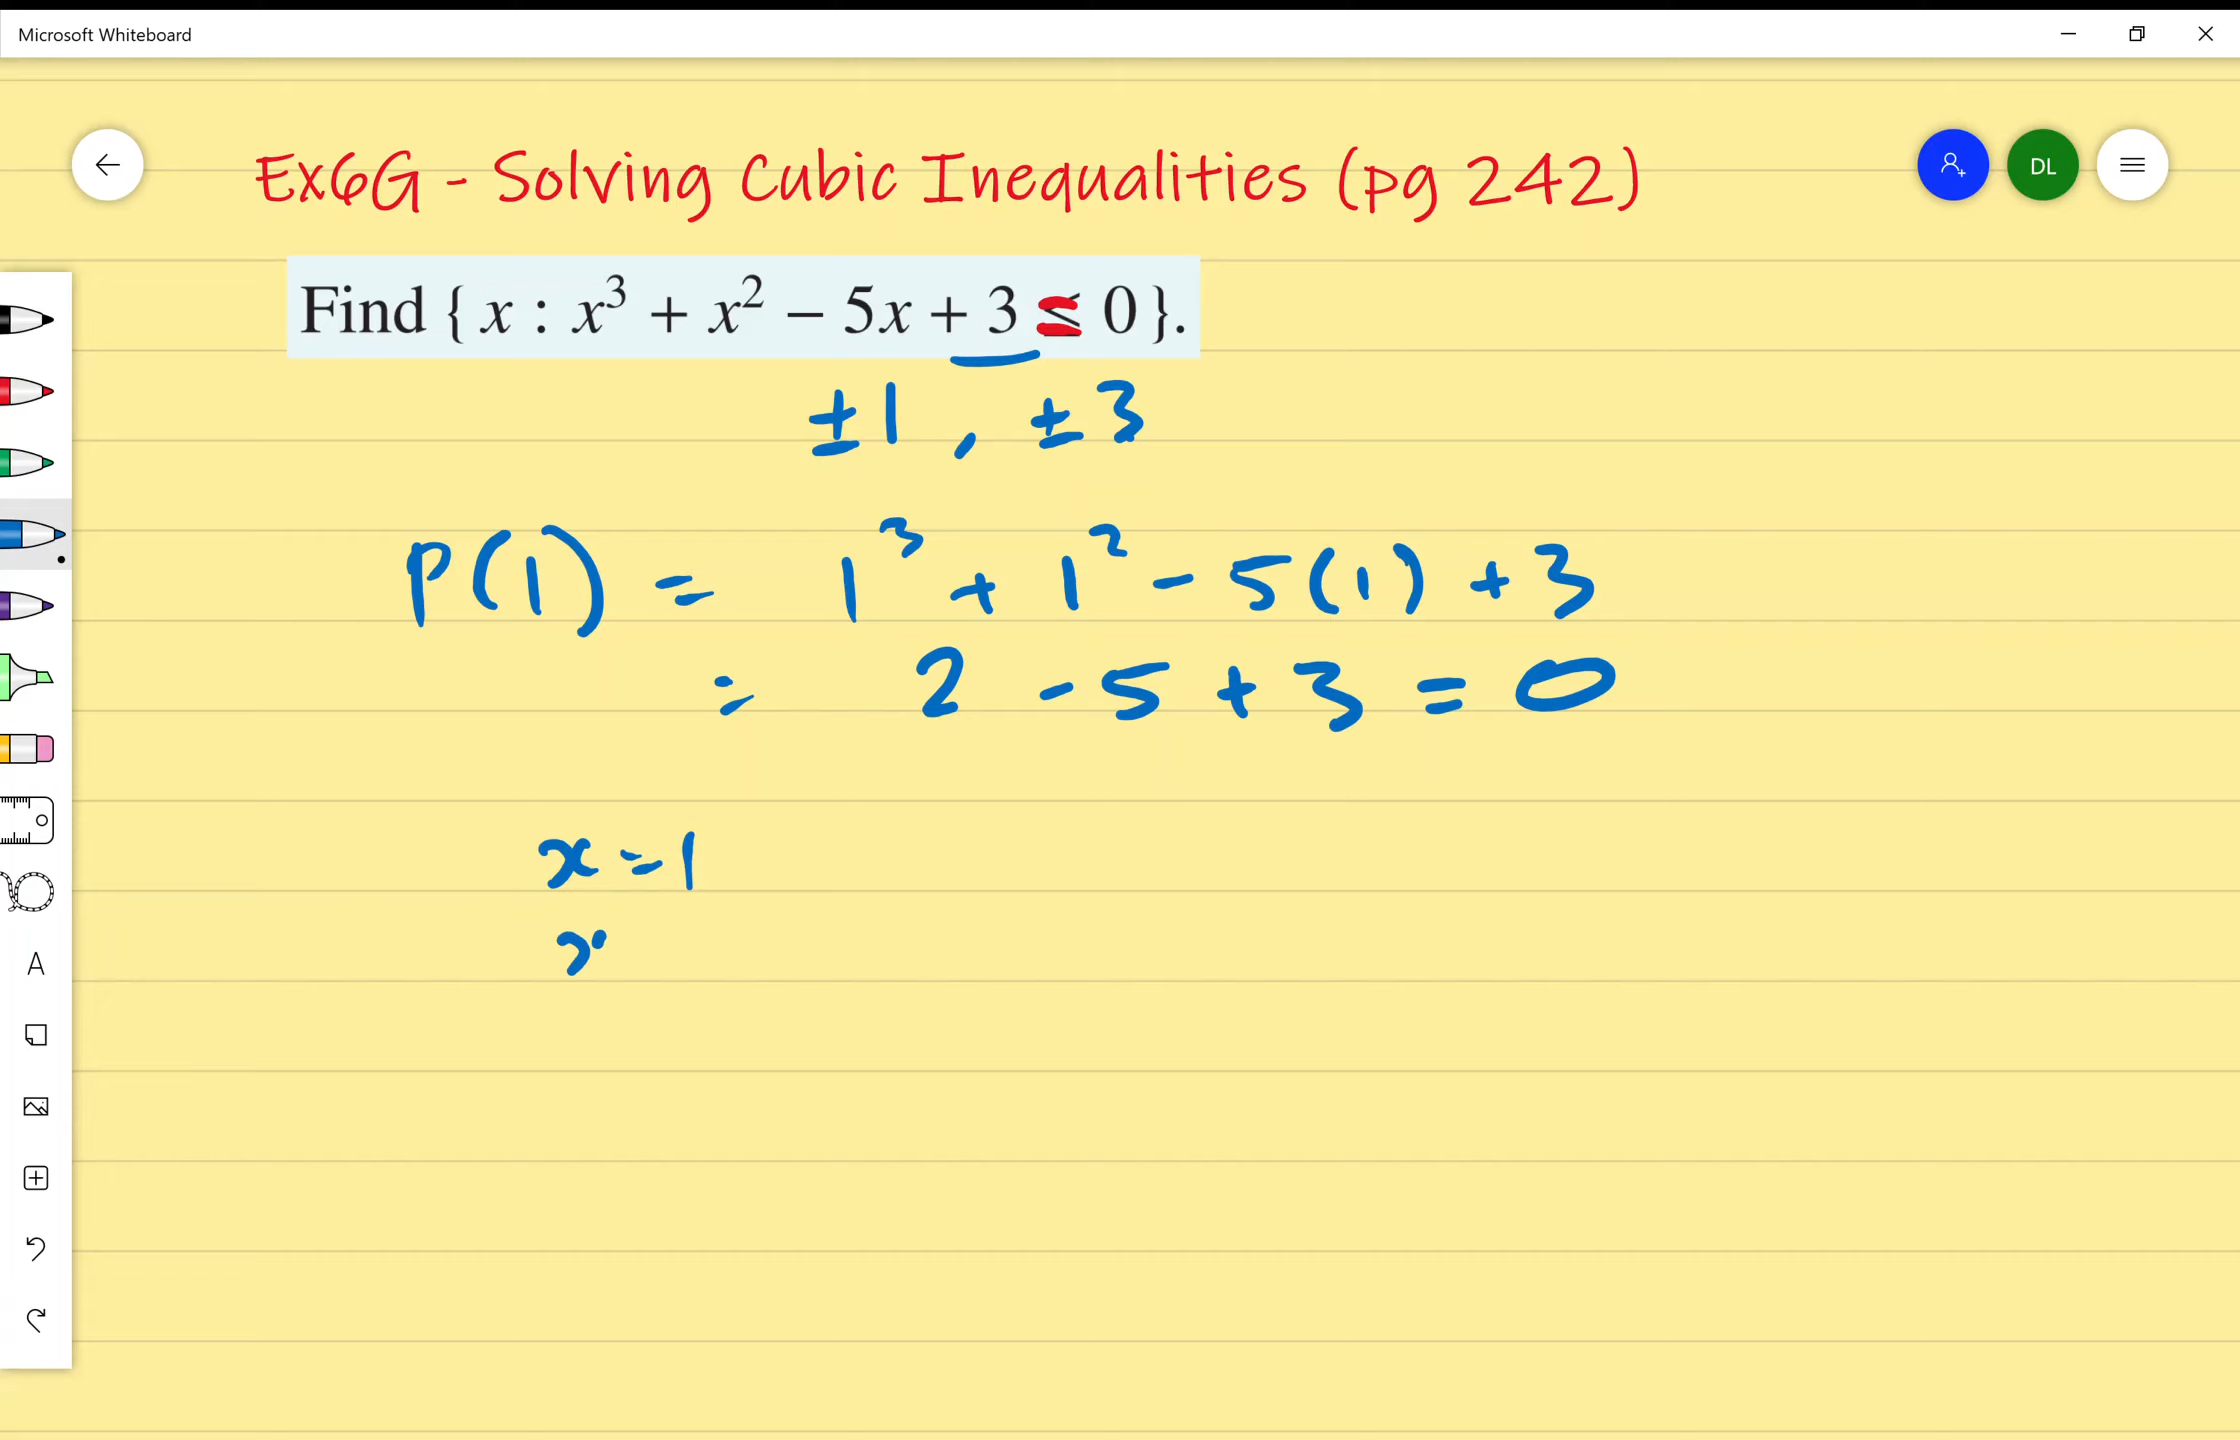 Microsoft Whiteboard
Ex6G - Solving Cubic Inequalities (pg 242)
DL
Find { x : x³ + x² − 5x + 3 ≤ 0 }.
±1 , ±3
P(1) = 1³ + 1² - 5(1) + 3
= 2 - 5 + 3 = 0
x = 1
A